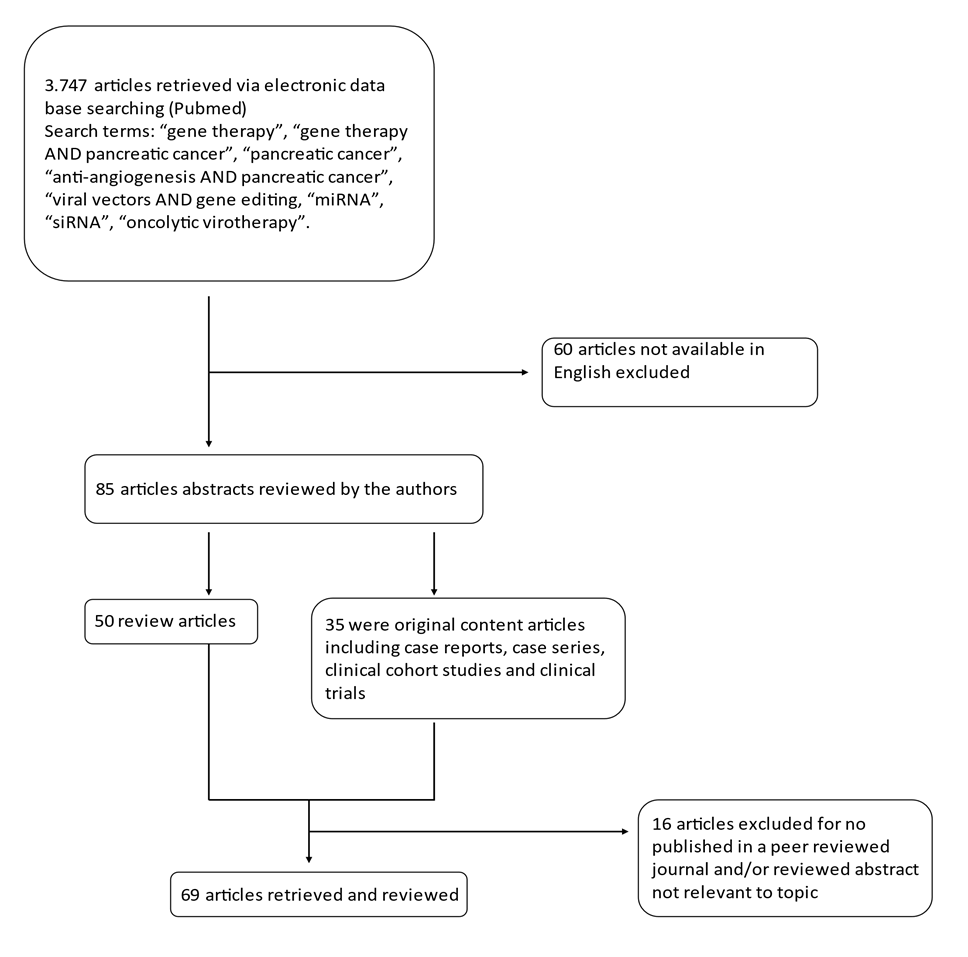 3.747 articles retrieved via electronic data
base searching (Pubmed)
Search terms: “gene therapy”, “gene therapy
AND pancreatic cancer”, “pancreatic cancer”,
“anti-angiogenesis AND pancreatic cancer”,
“viral vectors AND gene editing, “miRNA”,
“siRNA”, “oncolytic virotherapy”.
60 articles not available in
English excluded
85 articles abstracts reviewed by the authors
50 review articles
35 were original content articles
including case reports, case series,
clinical cohort studies and clinical
trials
16 articles excluded for no
published in a peer reviewed
journal and/or reviewed abstract
not relevant to topic
69 articles retrieved and reviewed